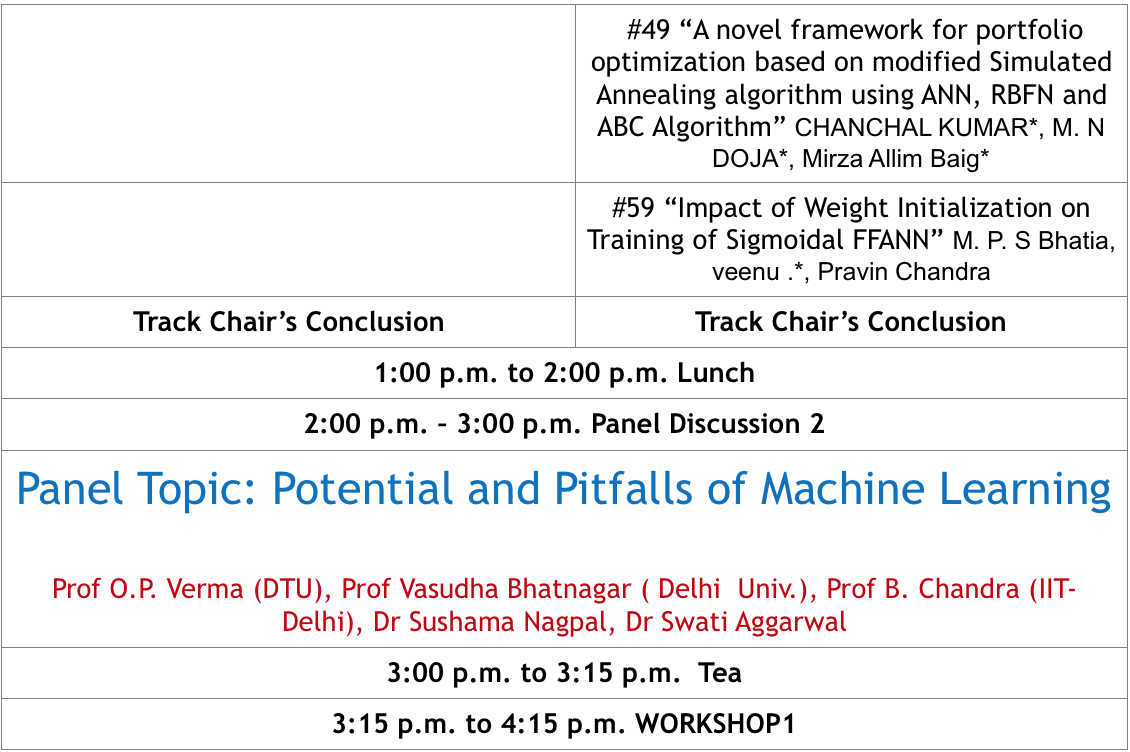 #49 “A novel framework for portfolio
optimization based on modified Simulated
Annealing algorithm using ANN, RBFN and
ABC Algorithm” CHANCHAL KUMAR*, M. N
DOJA*, Mirza Allim Baig*
#59 “Impact of Weight Initialization on
Training of Sigmoidal FFANN” M. P. S Bhatia,
veenu .*, Pravin Chandra
Track Chair’s Conclusion
Track Chair’s Conclusion
1:00 p.m. to 2:00 p.m. Lunch
2:00 p.m. – 3:00 p.m. Panel Discussion 2
Panel Topic: Potential and Pitfalls of Machine Learning
Prof O.P. Verma (DTU), Prof Vasudha Bhatnagar ( Delhi  Univ.), Prof B. Chandra (IIT-
Delhi), Dr Sushama Nagpal, Dr Swati Aggarwal
3:00 p.m. to 3:15 p.m.  Tea
3:15 p.m. to 4:15 p.m. WORKSHOP1